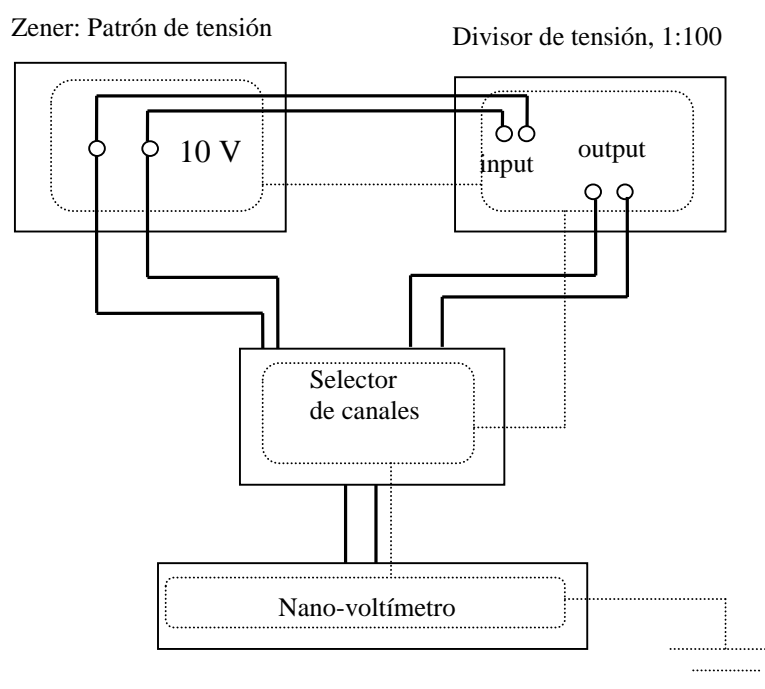 Zener: Patrón de tensión
Divisor de tensión, 1:100
10 V
input
output
Selector
de canales
Nano-voltímetro